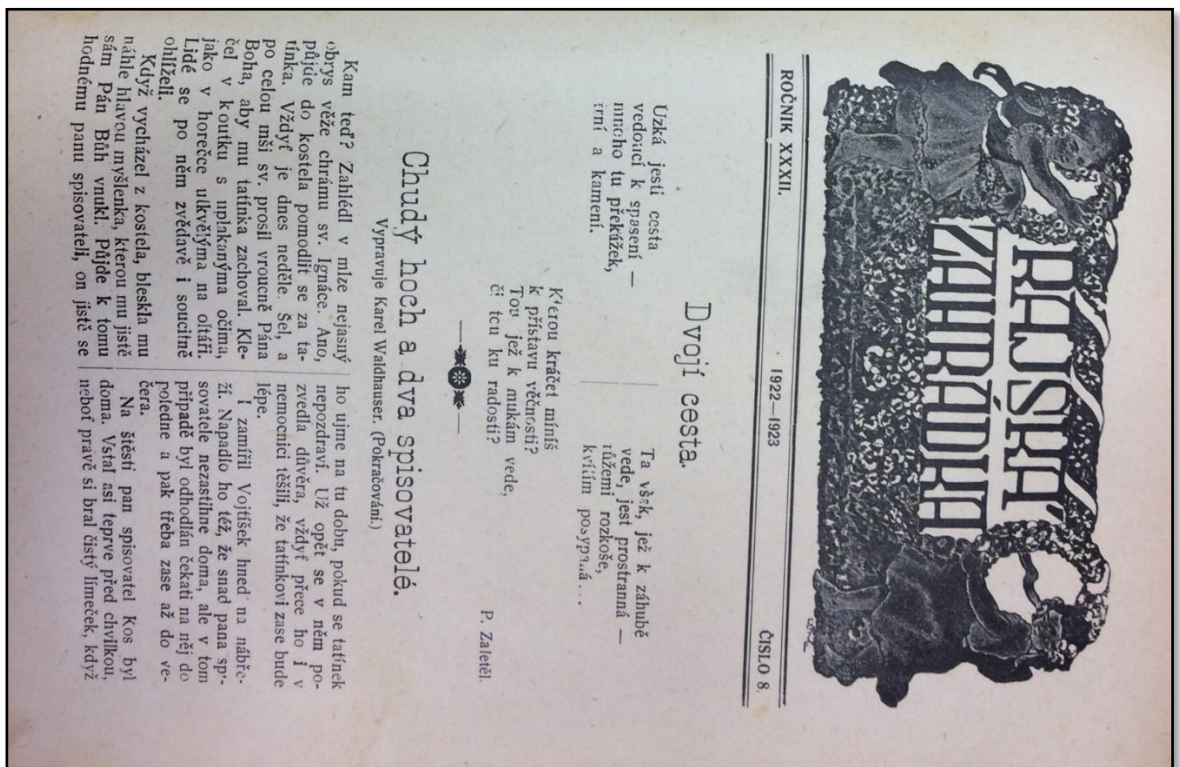 RAJSKÁ
ZAHRÁDKA
ROČNÍK XXXII. 1922—1923 ČÍSLO 8.
Dvojí cesta.
Úzká jesti cesta
vedoucí k spasení —
mnoho tu překážek,
trní a kamení.
Ta však, jež k záhubě
vede, jest prostranná —
růžemi rozkoše,
kvítím posypaná...
Kterou kráčet míníš
k přístavu věčnosti?
Tou, jež k mukám vede,
či tou ku radosti?
P. Zaletěl.
Chudý hoch a dva spisovatelé.
Vypravuje Karel Waldhauser. (Pokračování.)
Kam teď? Zahlédl v mlze nejasný
obrys věže chrámu sv. Ignáce. Ano,
půjde do kostela pomodlit se za ta-
tínka. Vždyť je dnes neděle. Šel, a
po celou mši sv. prosil vroucně Pána
Boha, aby mu tatínka zachoval. Kle-
čel v koutku s uplakanýma očima,
jako v horečce utkvělýma na oltáři.
Lidé se po něm zvědavě i soucitně
ohlíželi.
Když vycházel z kostela, bleskla mu
náhle hlavou myšlenka, kterou mu jistě
sám Pán Bůh vnukl. Půjde k tomu
hodnému panu spisovateli, on jistě se
ho ujme na tu dobu, pokud se tatínek
nepozdraví. Už opět se v něm po-
zvedla důvěra, vždyť přece ho i v
nemocnici těšili, že tatínkovi zase bude
lépe.
I zamířil Vojtíšek hned na nábře-
ží. Napadlo ho též, že snad pana spi-
sovatele nezastihne doma, ale v tom
případě byl odhodlán čekati na něj do
poledne a pak třeba zase až do ve-
čera.
Na štěstí pan spisovatel Kos byl
doma. Vstal asi teprve před chvilkou,
neboť právě si bral čistý límeček, když